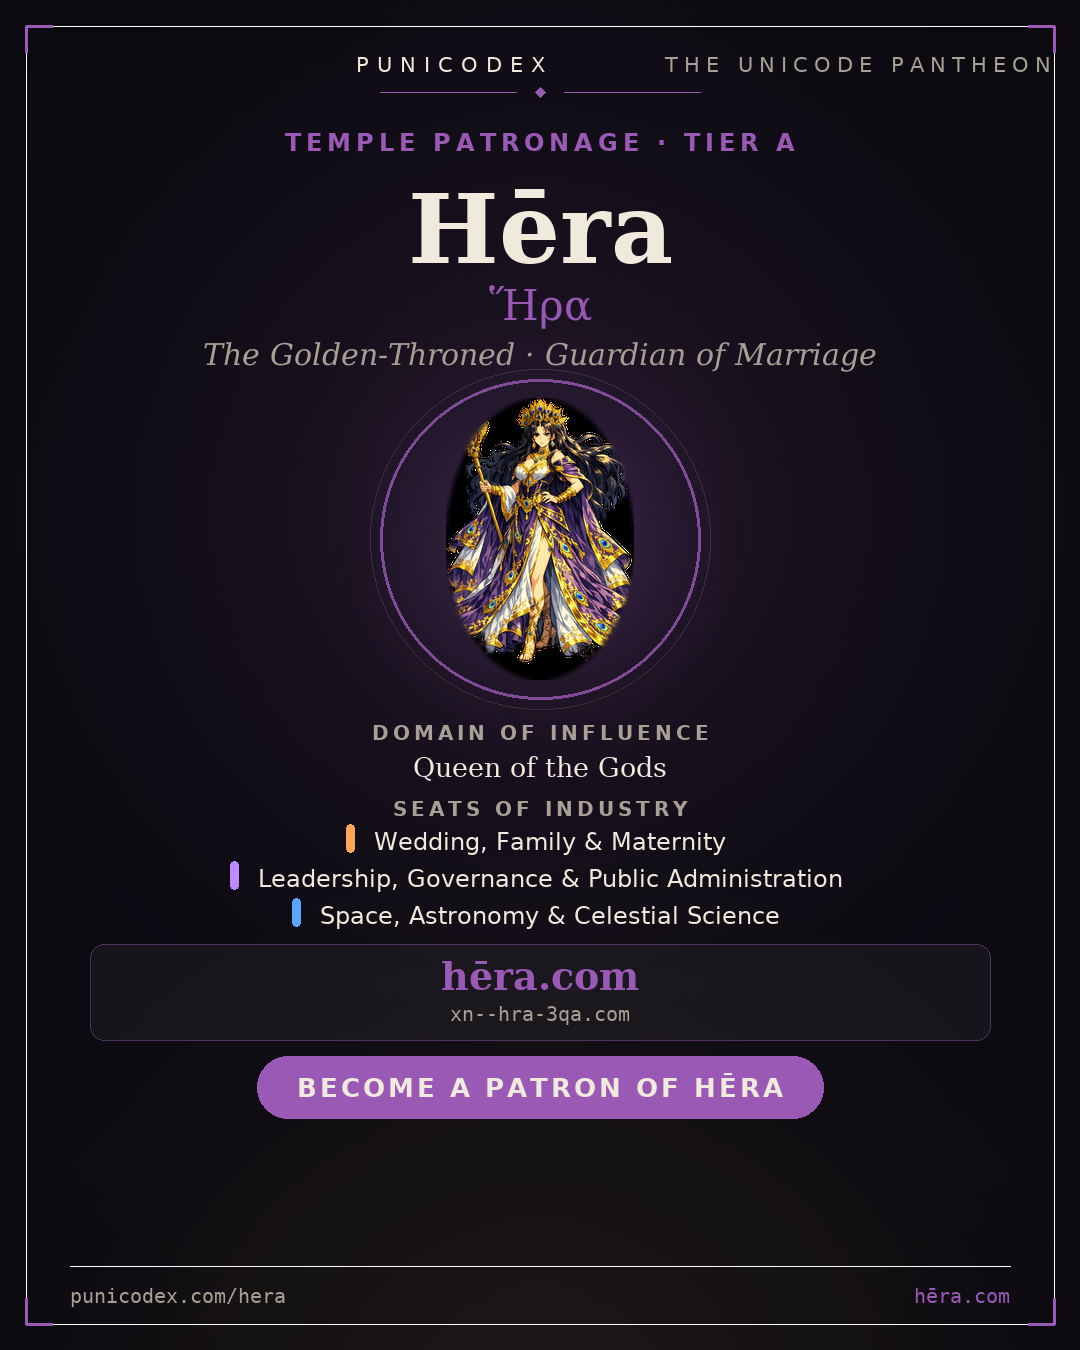 PUNICODEX THE UNICODE PANTHEON
TEMPLE PATRONAGE · TIER A
Hēra
Ἥρα
The Golden-Throned · Guardian of Marriage
DOMAIN OF INFLUENCE
Queen of the Gods
SEATS OF INDUSTRY
Wedding, Family & Maternity
Leadership, Governance & Public Administration
Space, Astronomy & Celestial Science
hēra.com
xn--hra-3qa.com
BECOME A PATRON OF HĒRA
punicodex.com/hera hēra.com